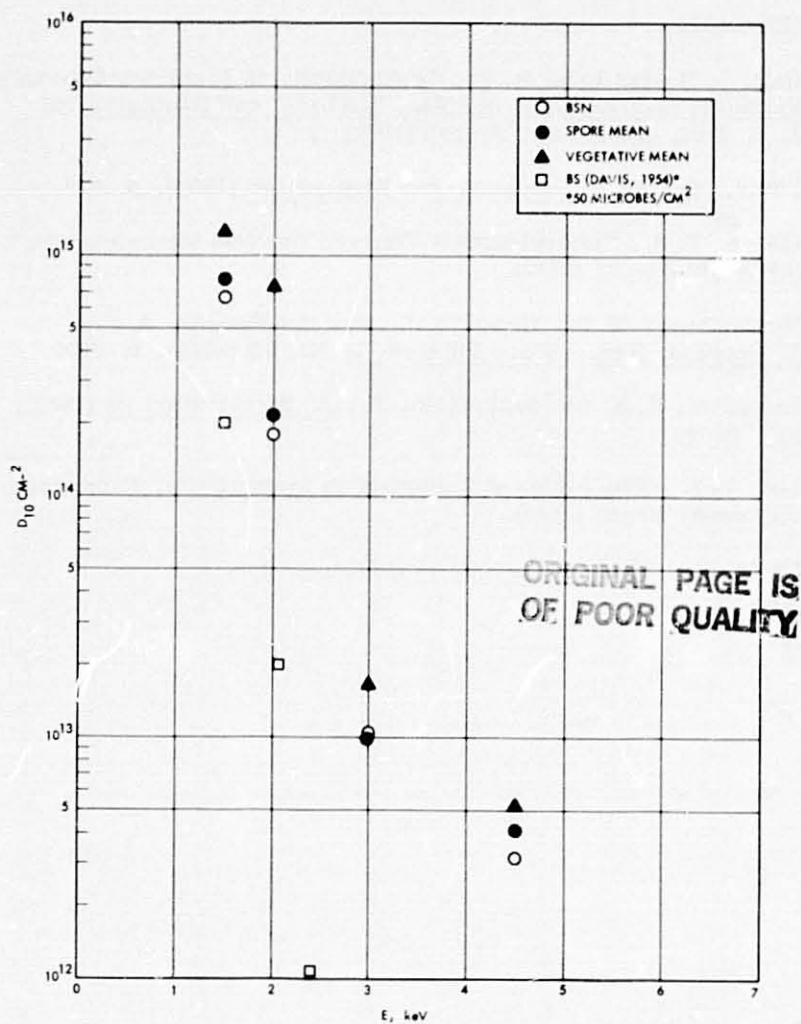 10^16
5
○ BSN
● SPORE MEAN
▲ VEGETATIVE MEAN
□ BS (DAVIS, 1954)*
*50 MICROBES/CM^2
10^15
5
D10 CM-2
10^14
5
ORIGINAL PAGE IS
OF POOR QUALITY
10^13
5
10^12
0 1 2 3 4 5 6 7
E, keV